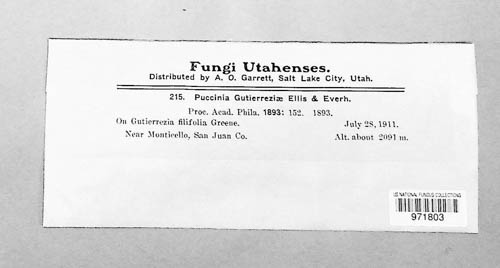 Fungi Utahenses.
Distributed by A. O. Garrett, Salt Lake City, Utah.
215. Puccinia Gutierreziæ Ellis & Everh.
Proc. Acad. Phila. 1893: 152. 1893.
On Gutierrezia filifolia Greene. July 28, 1911.
Near Monticello, San Juan Co. Alt. about 2091 m.
US NATIONAL FUNGUS COLLECTIONS
971803